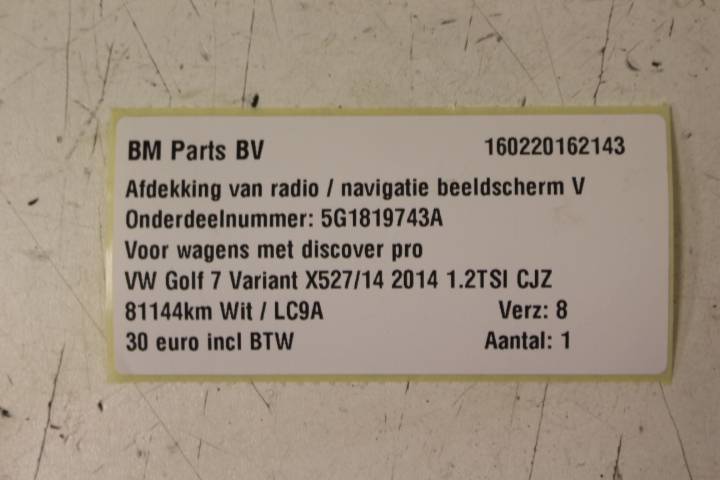 BM Parts BV 160220162143
Afdekking van radio / navigatie beeldscherm V
Onderdeelnummer: 5G1819743A
Voor wagens met discover pro
VW Golf 7 Variant X527/14 2014 1.2TSI CJZ
81144km Wit / LC9A Verz: 8
30 euro incl BTW Aantal: 1